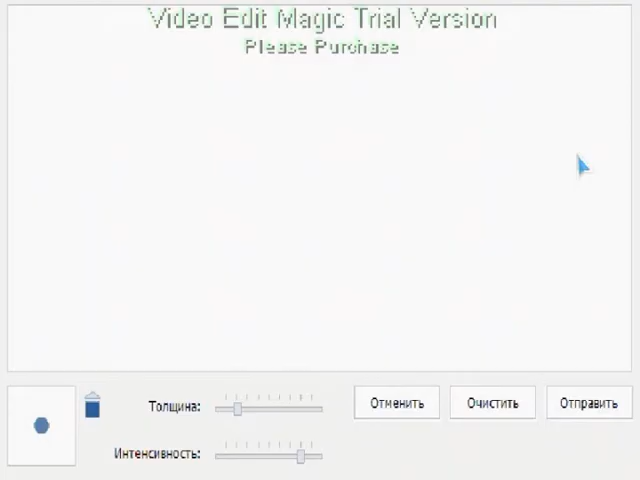 Video Edit Magic Trial Version
Please Purchase
Толщина:
Отменить
Очистить
Отправить
Интенсивность: